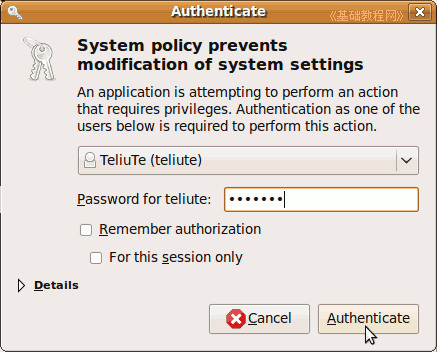 Authenticate
《基础教程网》
System policy prevents
modification of system settings
An application is attempting to perform an action
that requires privileges. Authentication as one of the
users below is required to perform this action.
TeliuTe (teliute)
Password for teliute: •••••••
Remember authorization
For this session only
Details
Cancel
Authenticate